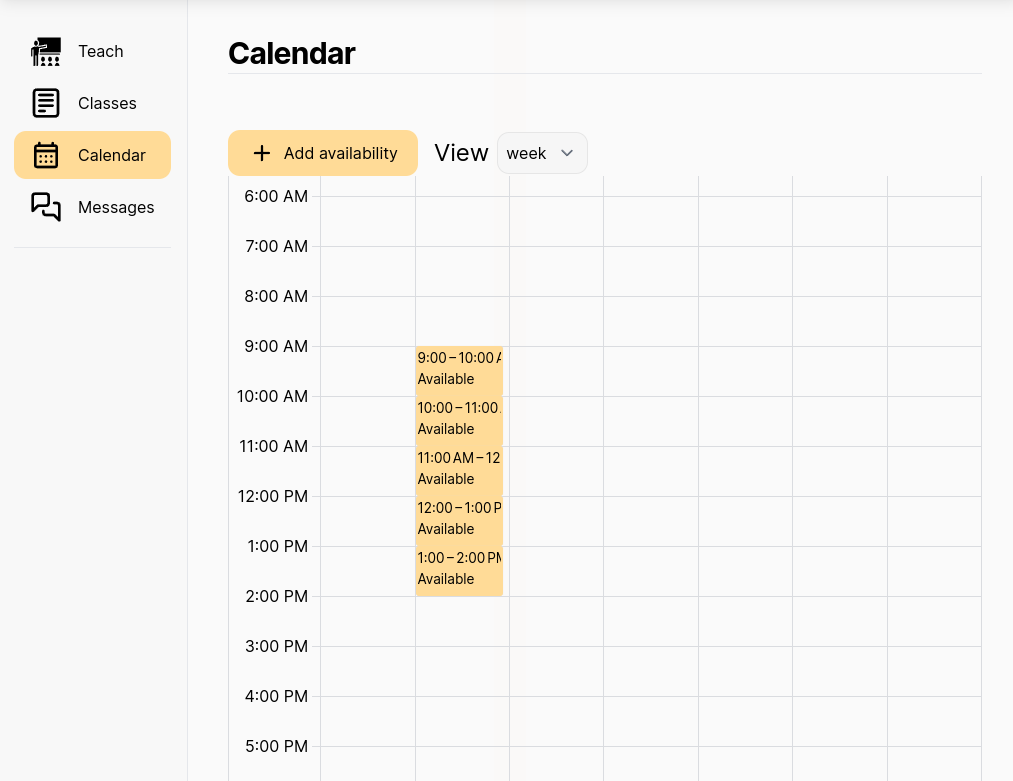 Teach
Classes
Calendar
Messages
Calendar
Add availability
View
week
6:00 AM
7:00 AM
8:00 AM
9:00 AM
10:00 AM
11:00 AM
12:00 PM
1:00 PM
2:00 PM
3:00 PM
4:00 PM
5:00 PM
9:00 – 10:00 A
Available
10:00 – 11:00
Available
11:00 AM – 12
Available
12:00 – 1:00 P
Available
1:00 – 2:00 PM
Available